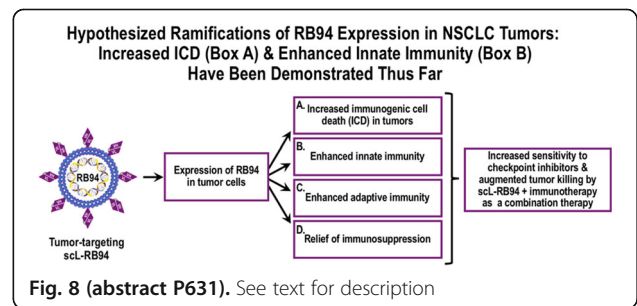 Hypothesized Ramifications of RB94 Expression in NSCLC Tumors:
Increased ICD (Box A) & Enhanced Innate Immunity (Box B)
Have Been Demonstrated Thus Far
RB94
Tumor-targeting
scL-RB94
Expression of RB94
in tumor cells
A. Increased immunogenic cell
death (ICD) in tumors
B. Enhanced innate immunity
C. Enhanced adaptive immunity
D. Relief of immunosuppression
Increased sensitivity to
checkpoint inhibitors &
augmented tumor killing by
scL-RB94 + immunotherapy
as a combination therapy
Fig. 8 (abstract P631). See text for description